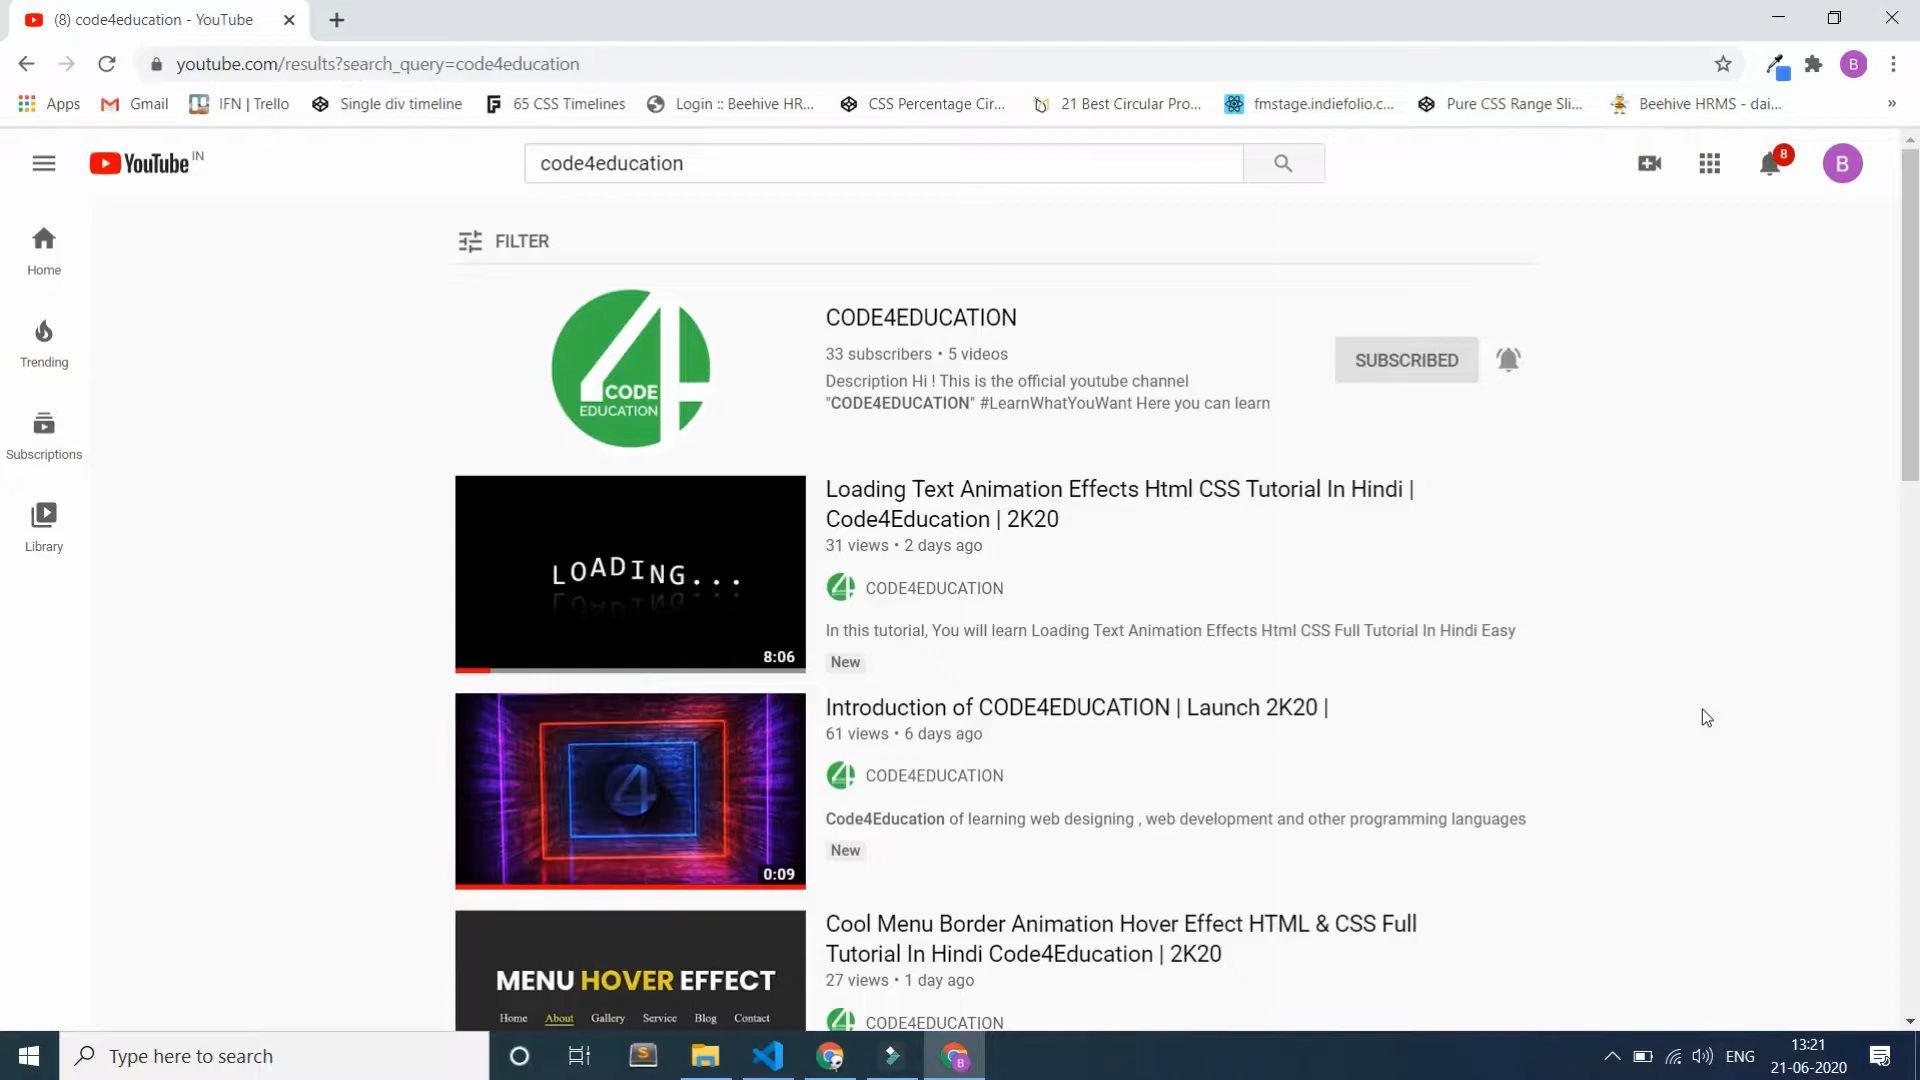 (8) code4education - YouTube
youtube.com/results?search_query=code4education
B
Apps
Gmail
IFN | Trello
Single div timeline
65 CSS Timelines
Login :: Beehive HR...
CSS Percentage Cir...
21 Best Circular Pro...
fmstage.indiefolio.c...
Pure CSS Range Sli...
Beehive HRMS - dai...
»
YouTube IN
code4education
8
B
Home
Trending
Subscriptions
Library
FILTER
4
CODE
EDUCATION
CODE4EDUCATION
33 subscribers • 5 videos
Description Hi ! This is the official youtube channel
"CODE4EDUCATION" #LearnWhatYouWant Here you can learn
SUBSCRIBED
LOADING...
8:06
Loading Text Animation Effects Html CSS Tutorial In Hindi |
Code4Education | 2K20
31 views • 2 days ago
CODE4EDUCATION
In this tutorial, You will learn Loading Text Animation Effects Html CSS Full Tutorial In Hindi Easy
New
4
0:09
Introduction of CODE4EDUCATION | Launch 2K20 |
61 views • 6 days ago
CODE4EDUCATION
Code4Education of learning web designing , web development and other programming languages
New
MENU HOVER EFFECT
Home About Gallery Service Blog Contact
Cool Menu Border Animation Hover Effect HTML & CSS Full
Tutorial In Hindi Code4Education | 2K20
27 views • 1 day ago
CODE4EDUCATION
Type here to search
ENG
13:21
21-06-2020